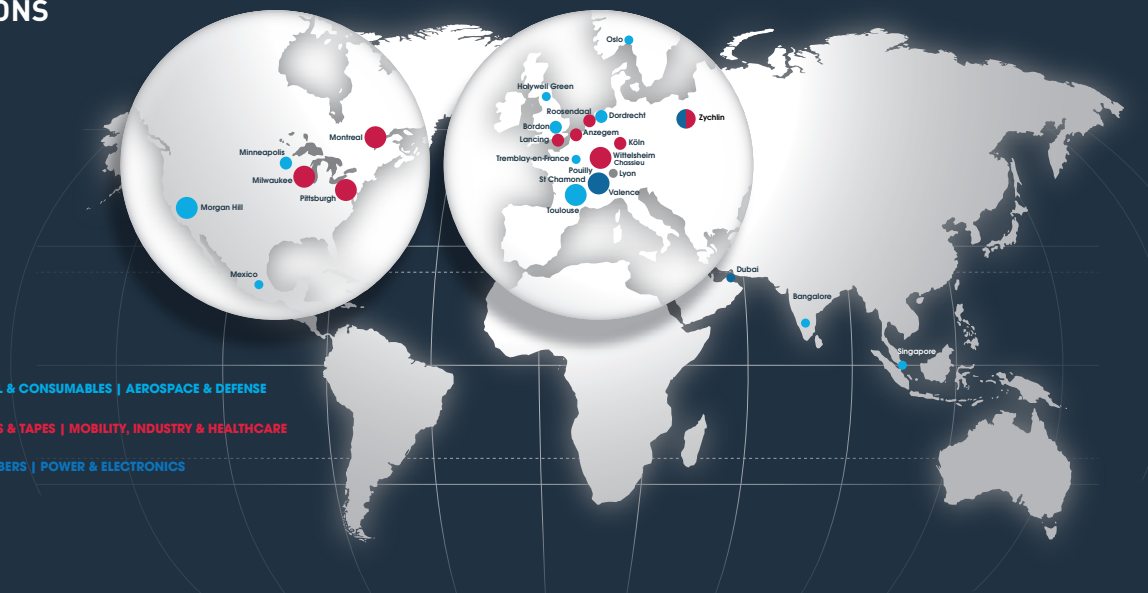 ONS
Oslo
Halyweil Green
Roosendaal
Dordrecht
Zychlin
Bordon
Anzegem
Lancing
Köln
Montreal
Minneapolis
Tremblay-en-France
Wittelsheim
Chassieu
Milwaukee
Pouilly
Lyon
St Chamond
Pittsburgh
Valence
Morgan Hill
Toulouse
Mexico
Dubai
Bangalore
Singapore
& CONSUMABLES | AEROSPACE & DEFENSE
S & TAPES | MOBILITY, INDUSTRY & HEALTHCARE
BERS | POWER & ELECTRONICS